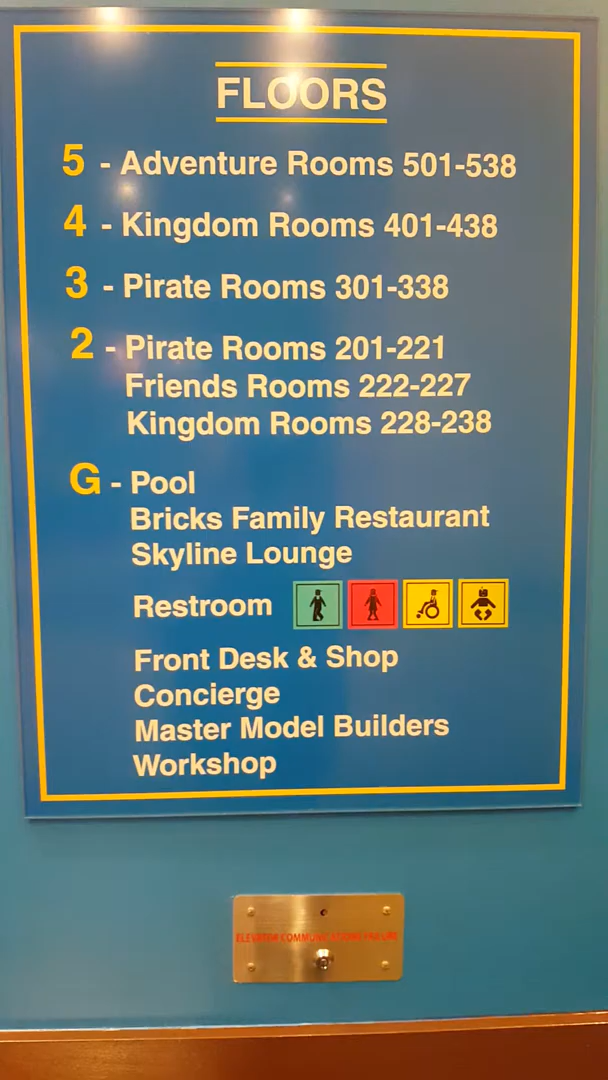 FLOORS
5 - Adventure Rooms 501-538
4 - Kingdom Rooms 401-438
3 - Pirate Rooms 301-338
2 - Pirate Rooms 201-221
Friends Rooms 222-227
Kingdom Rooms 228-238
G - Pool
Bricks Family Restaurant
Skyline Lounge
Restroom
Front Desk & Shop
Concierge
Master Model Builders
Workshop
ELEVATOR FAILURE